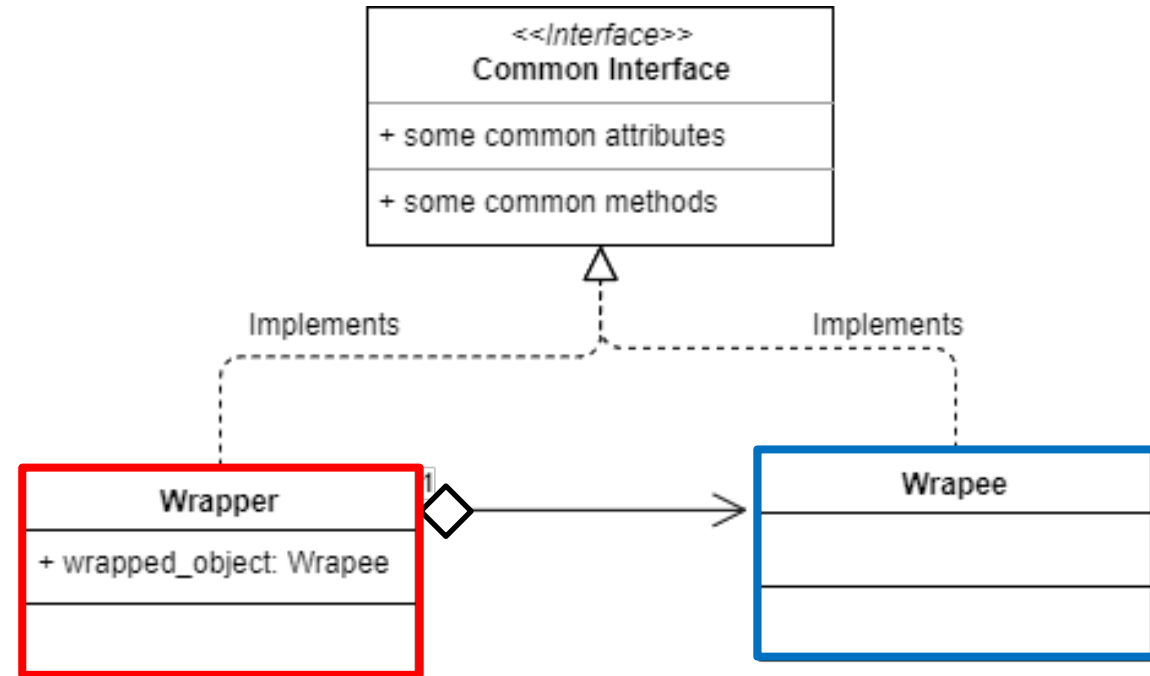 <<Interface>>
Common Interface
+ some common attributes
+ some common methods
Implements
Implements
Wrapper
1
Wrapee
+ wrapped_object: Wrapee